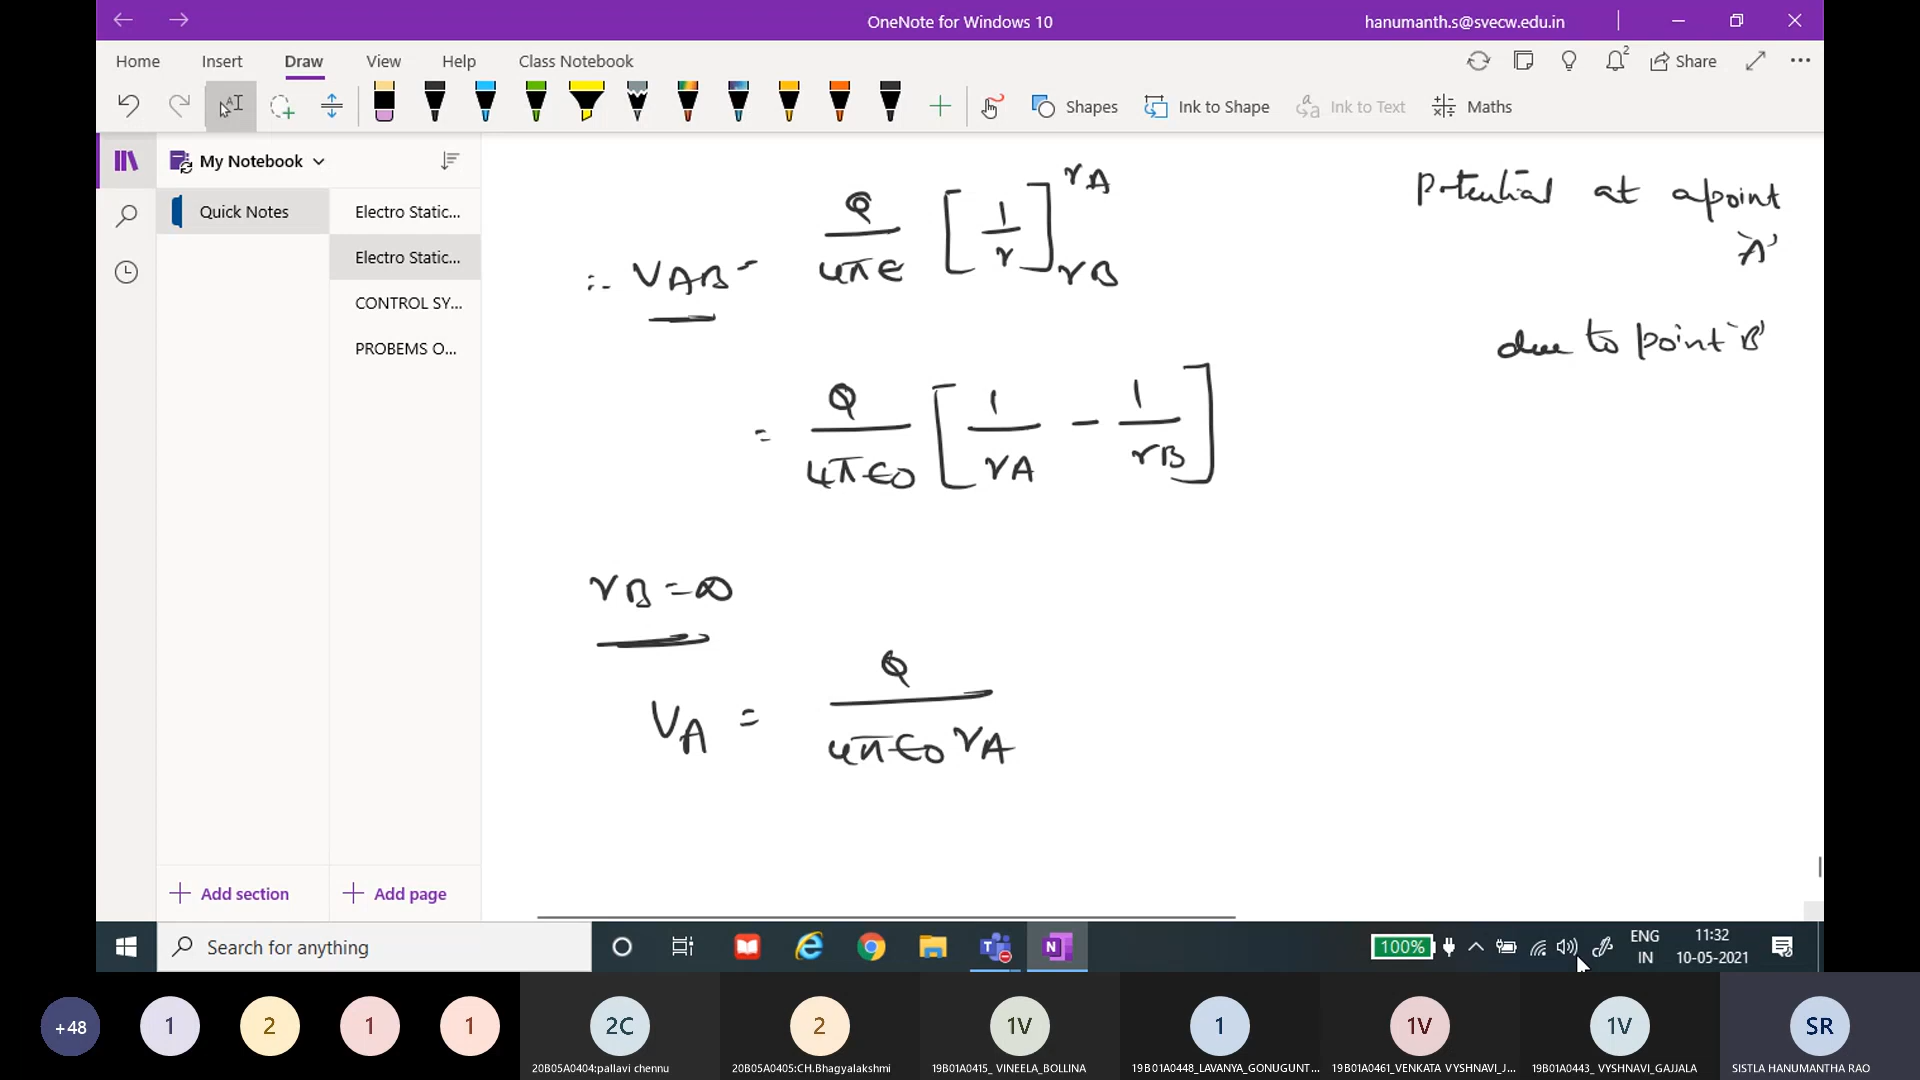 OneNote for Windows 10
hanumanth.s@svecw.edu.in
Home Insert Draw View Help Class Notebook
2
Share
Shapes Ink to Shape Ink to Text Maths
My Notebook
Quick Notes
Electro Static...
Electro Static...
CONTROL SY...
PROBEMS O...
Add section
Add page
∴ VAB = Q/4πϵ [1/r] rA rB
= Q/4πϵ0 [1/rA - 1/rB]
rB = ∞
VA = Q/4πϵ0 rA
Potential at a point
'A'
due to point 'B'
Search for anything
100%
ENG
IN
11:32
10-05-2021
+48 1 2 1 1 2C 2 1V 1 1V 1V SR
20B05A0404:pallavi chennu
20B05A0405:CH.Bhagyalakshmi
19B01A0415_ VINEELA_BOLLINA
19B01A0448_LAVANYA_GONUGUNT...
19B01A0461_VENKATA VYSHNAVI_J...
19B01A0443_ VYSHNAVI_GAJJALA
SISTLA HANUMANTHA RAO